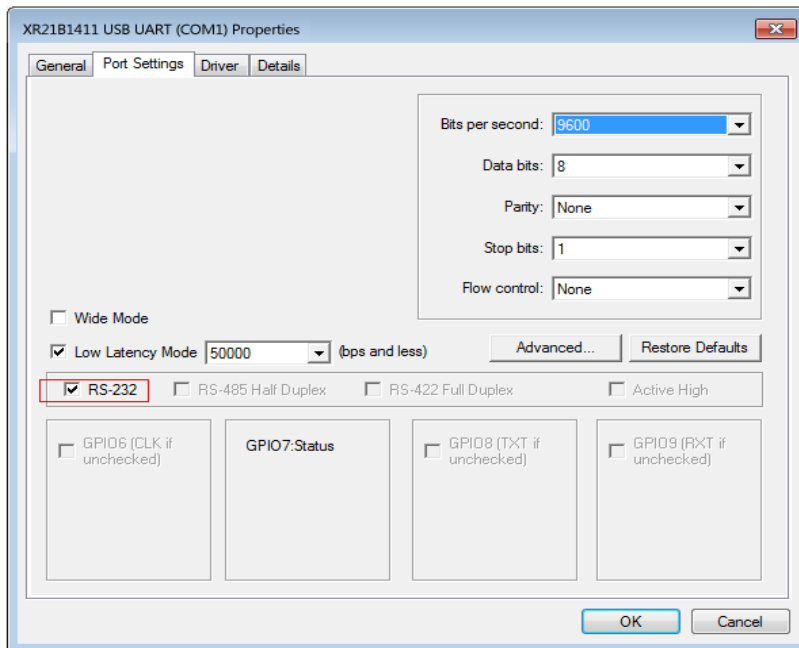 XR21B1411 USB UART (COM1) Properties
General Port Settings Driver Details
Bits per second: 9600
Data bits: 8
Parity: None
Stop bits: 1
Flow control: None
Wide Mode
Low Latency Mode 50000 (bps and less) Advanced... Restore Defaults
RS-232 RS-485 Half Duplex RS-422 Full Duplex Active High
GPIO6 (CLK if
unchecked)
GPIO7:Status
GPIO8 (TXT if
unchecked)
GPIO9 (RXT if
unchecked)
OK Cancel